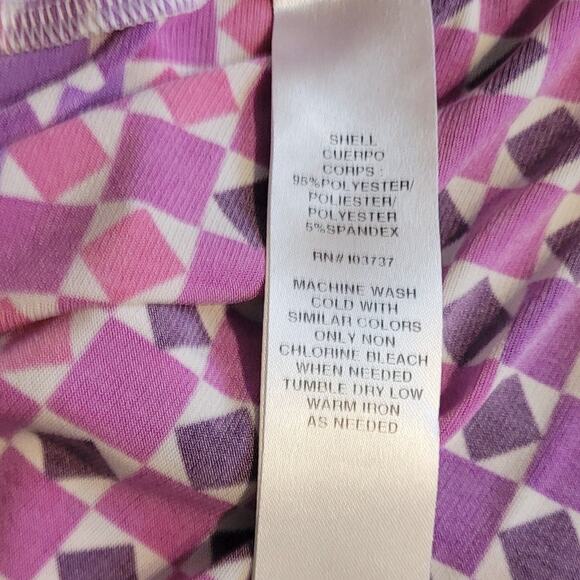 SHELL
CUERPO
CORPS :
95%POLYESTER/
POLIESTER/
POLYESTER
5%SPANDEX
RN# 103737
MACHINE WASH
COLD WITH
SIMILAR COLORS
ONLY NON
CHLORINE BLEACH
WHEN NEEDED
TUMBLE DRY LOW
WARM IRON
AS NEEDED